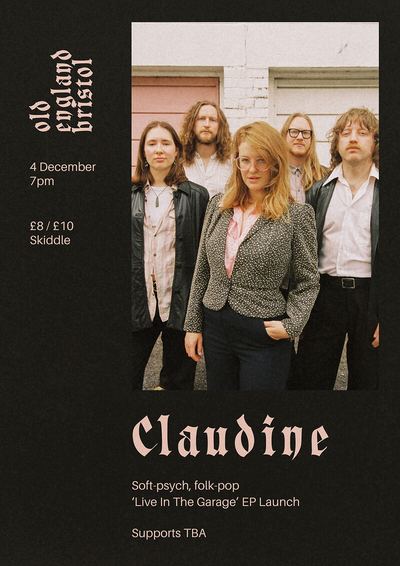 old
england
bristol
4 December
7pm
£8 / £10
Skiddle
Claudine
Soft-psych, folk-pop
‘Live In The Garage’ EP Launch
Supports TBA